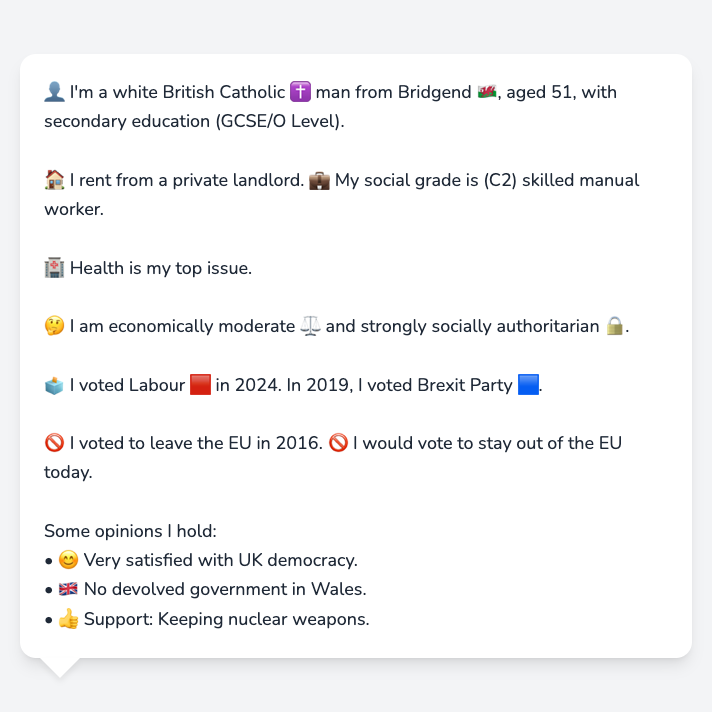 👤 I'm a white British Catholic ✝️ man from Bridgend 🏴󠁧󠁢󠁷󠁬󠁳󠁿, aged 51, with
secondary education (GCSE/O Level).
🏠 I rent from a private landlord. 💼 My social grade is (C2) skilled manual
worker.
🏥 Health is my top issue.
🤔 I am economically moderate ⚖️ and strongly socially authoritarian 🔒.
🗳️ I voted Labour 🟥 in 2024. In 2019, I voted Brexit Party 🟦.
🚫 I voted to leave the EU in 2016. 🚫 I would vote to stay out of the EU
today.
Some opinions I hold:
• 😊 Very satisfied with UK democracy.
• 🇬🇧 No devolved government in Wales.
• 👍 Support: Keeping nuclear weapons.